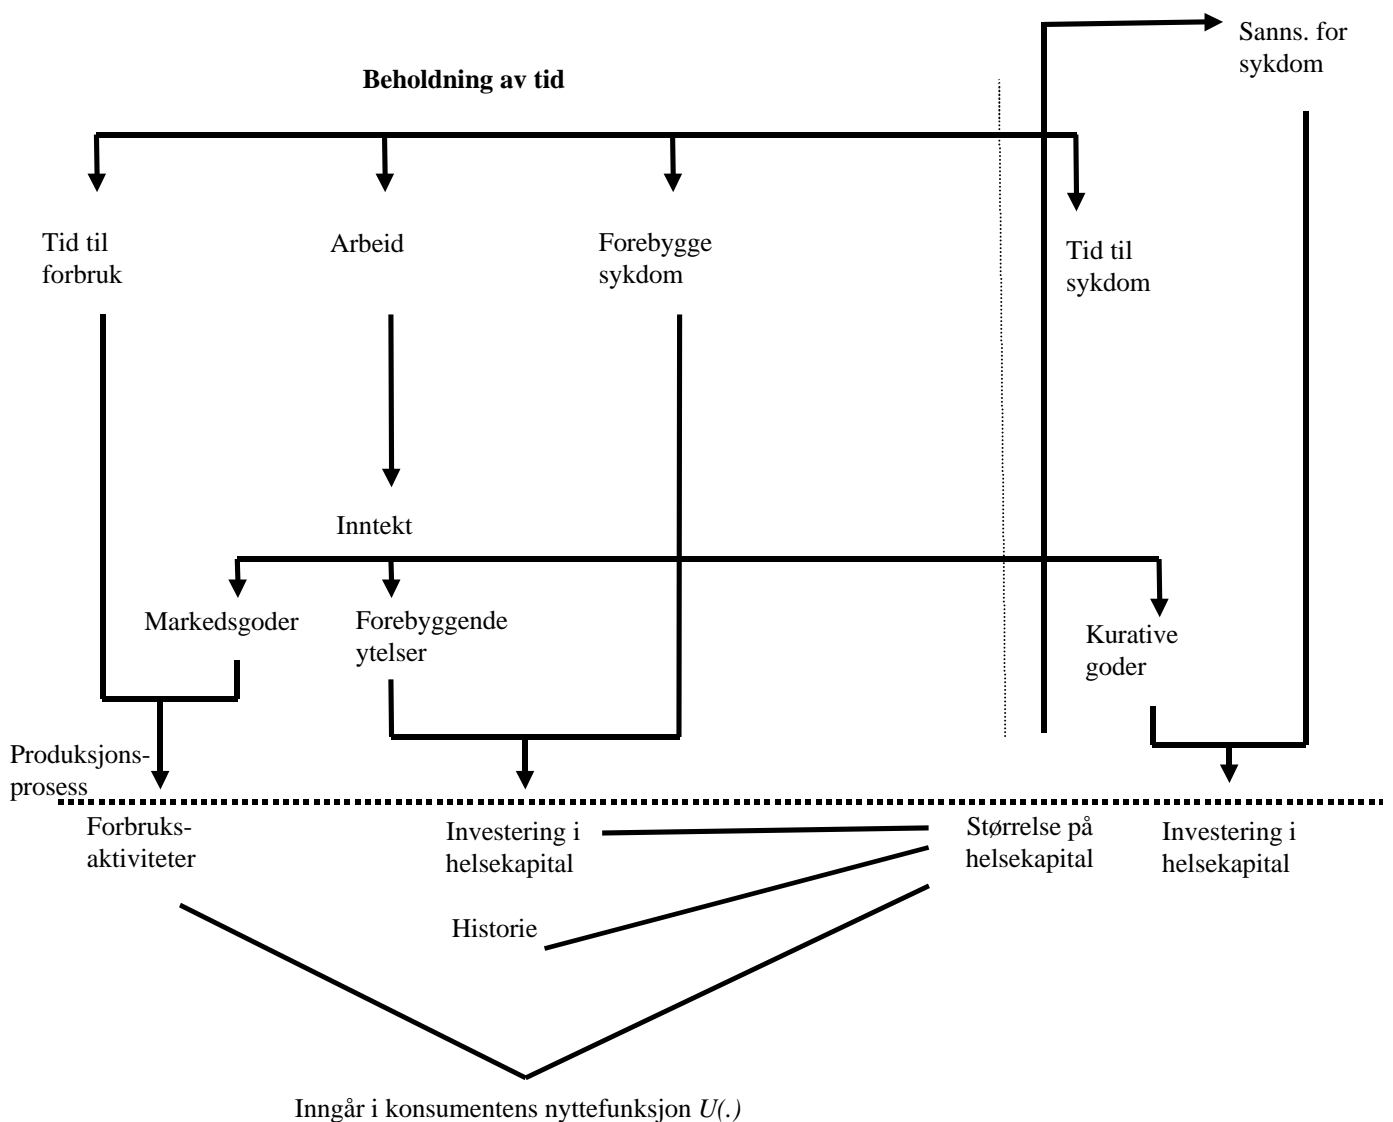 Sanns. for
sykdom
Beholdning av tid
Tid til
forbruk
Arbeid
Forebygge
sykdom
Tid til
sykdom
Inntekt
Markedsgoder
Forebyggende
ytelser
Kurative
goder
Produksjons-
prosess
Forbruks-
aktiviteter
Investering i
helsekapital
Størrelse på
helsekapital
Investering i
helsekapital
Historie
Inngår i konsumentens nyttefunksjon U(.)